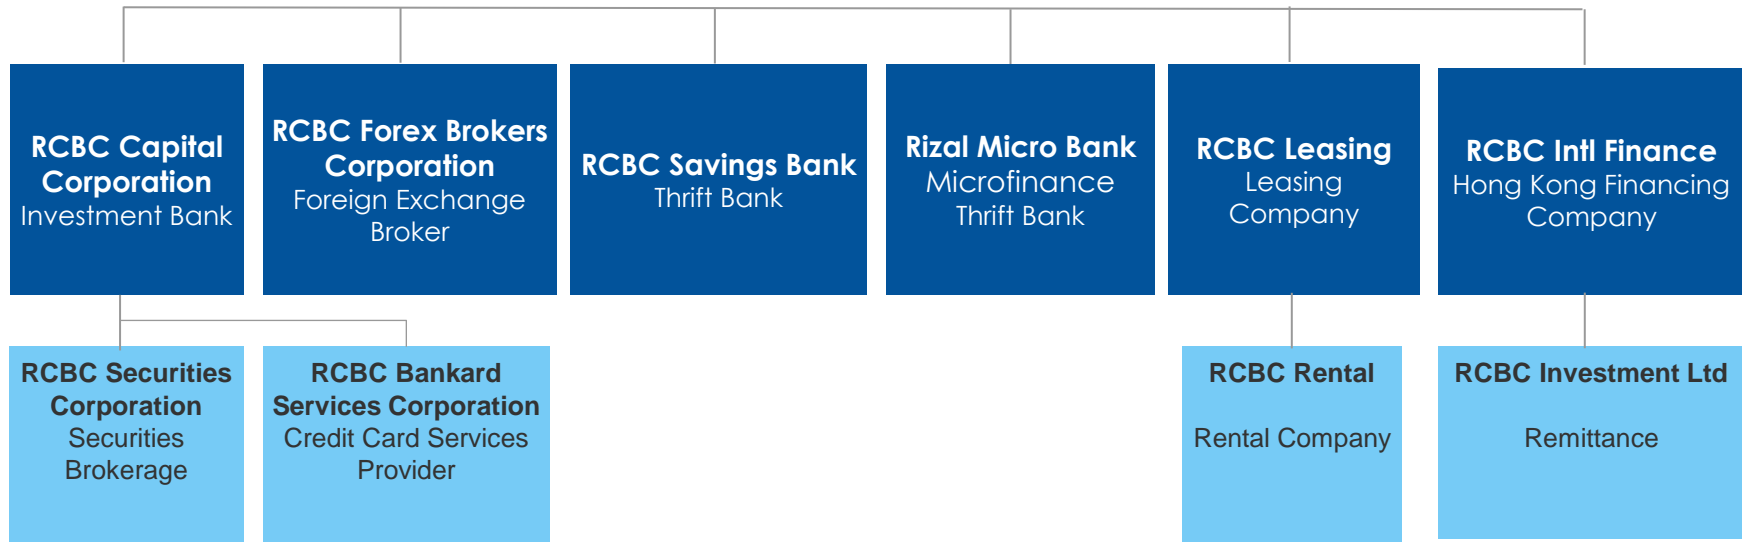 RCBC Capital
Corporation
Investment Bank
RCBC Forex Brokers
Corporation
Foreign Exchange
Broker
RCBC Savings Bank
Thrift Bank
Rizal Micro Bank
Microfinance
Thrift Bank
RCBC Leasing
Leasing
Company
RCBC Intl Finance
Hong Kong Financing
Company
RCBC Securities
Corporation
Securities
Brokerage
RCBC Bankard
Services Corporation
Credit Card Services
Provider
RCBC Rental
Rental Company
RCBC Investment Ltd
Remittance